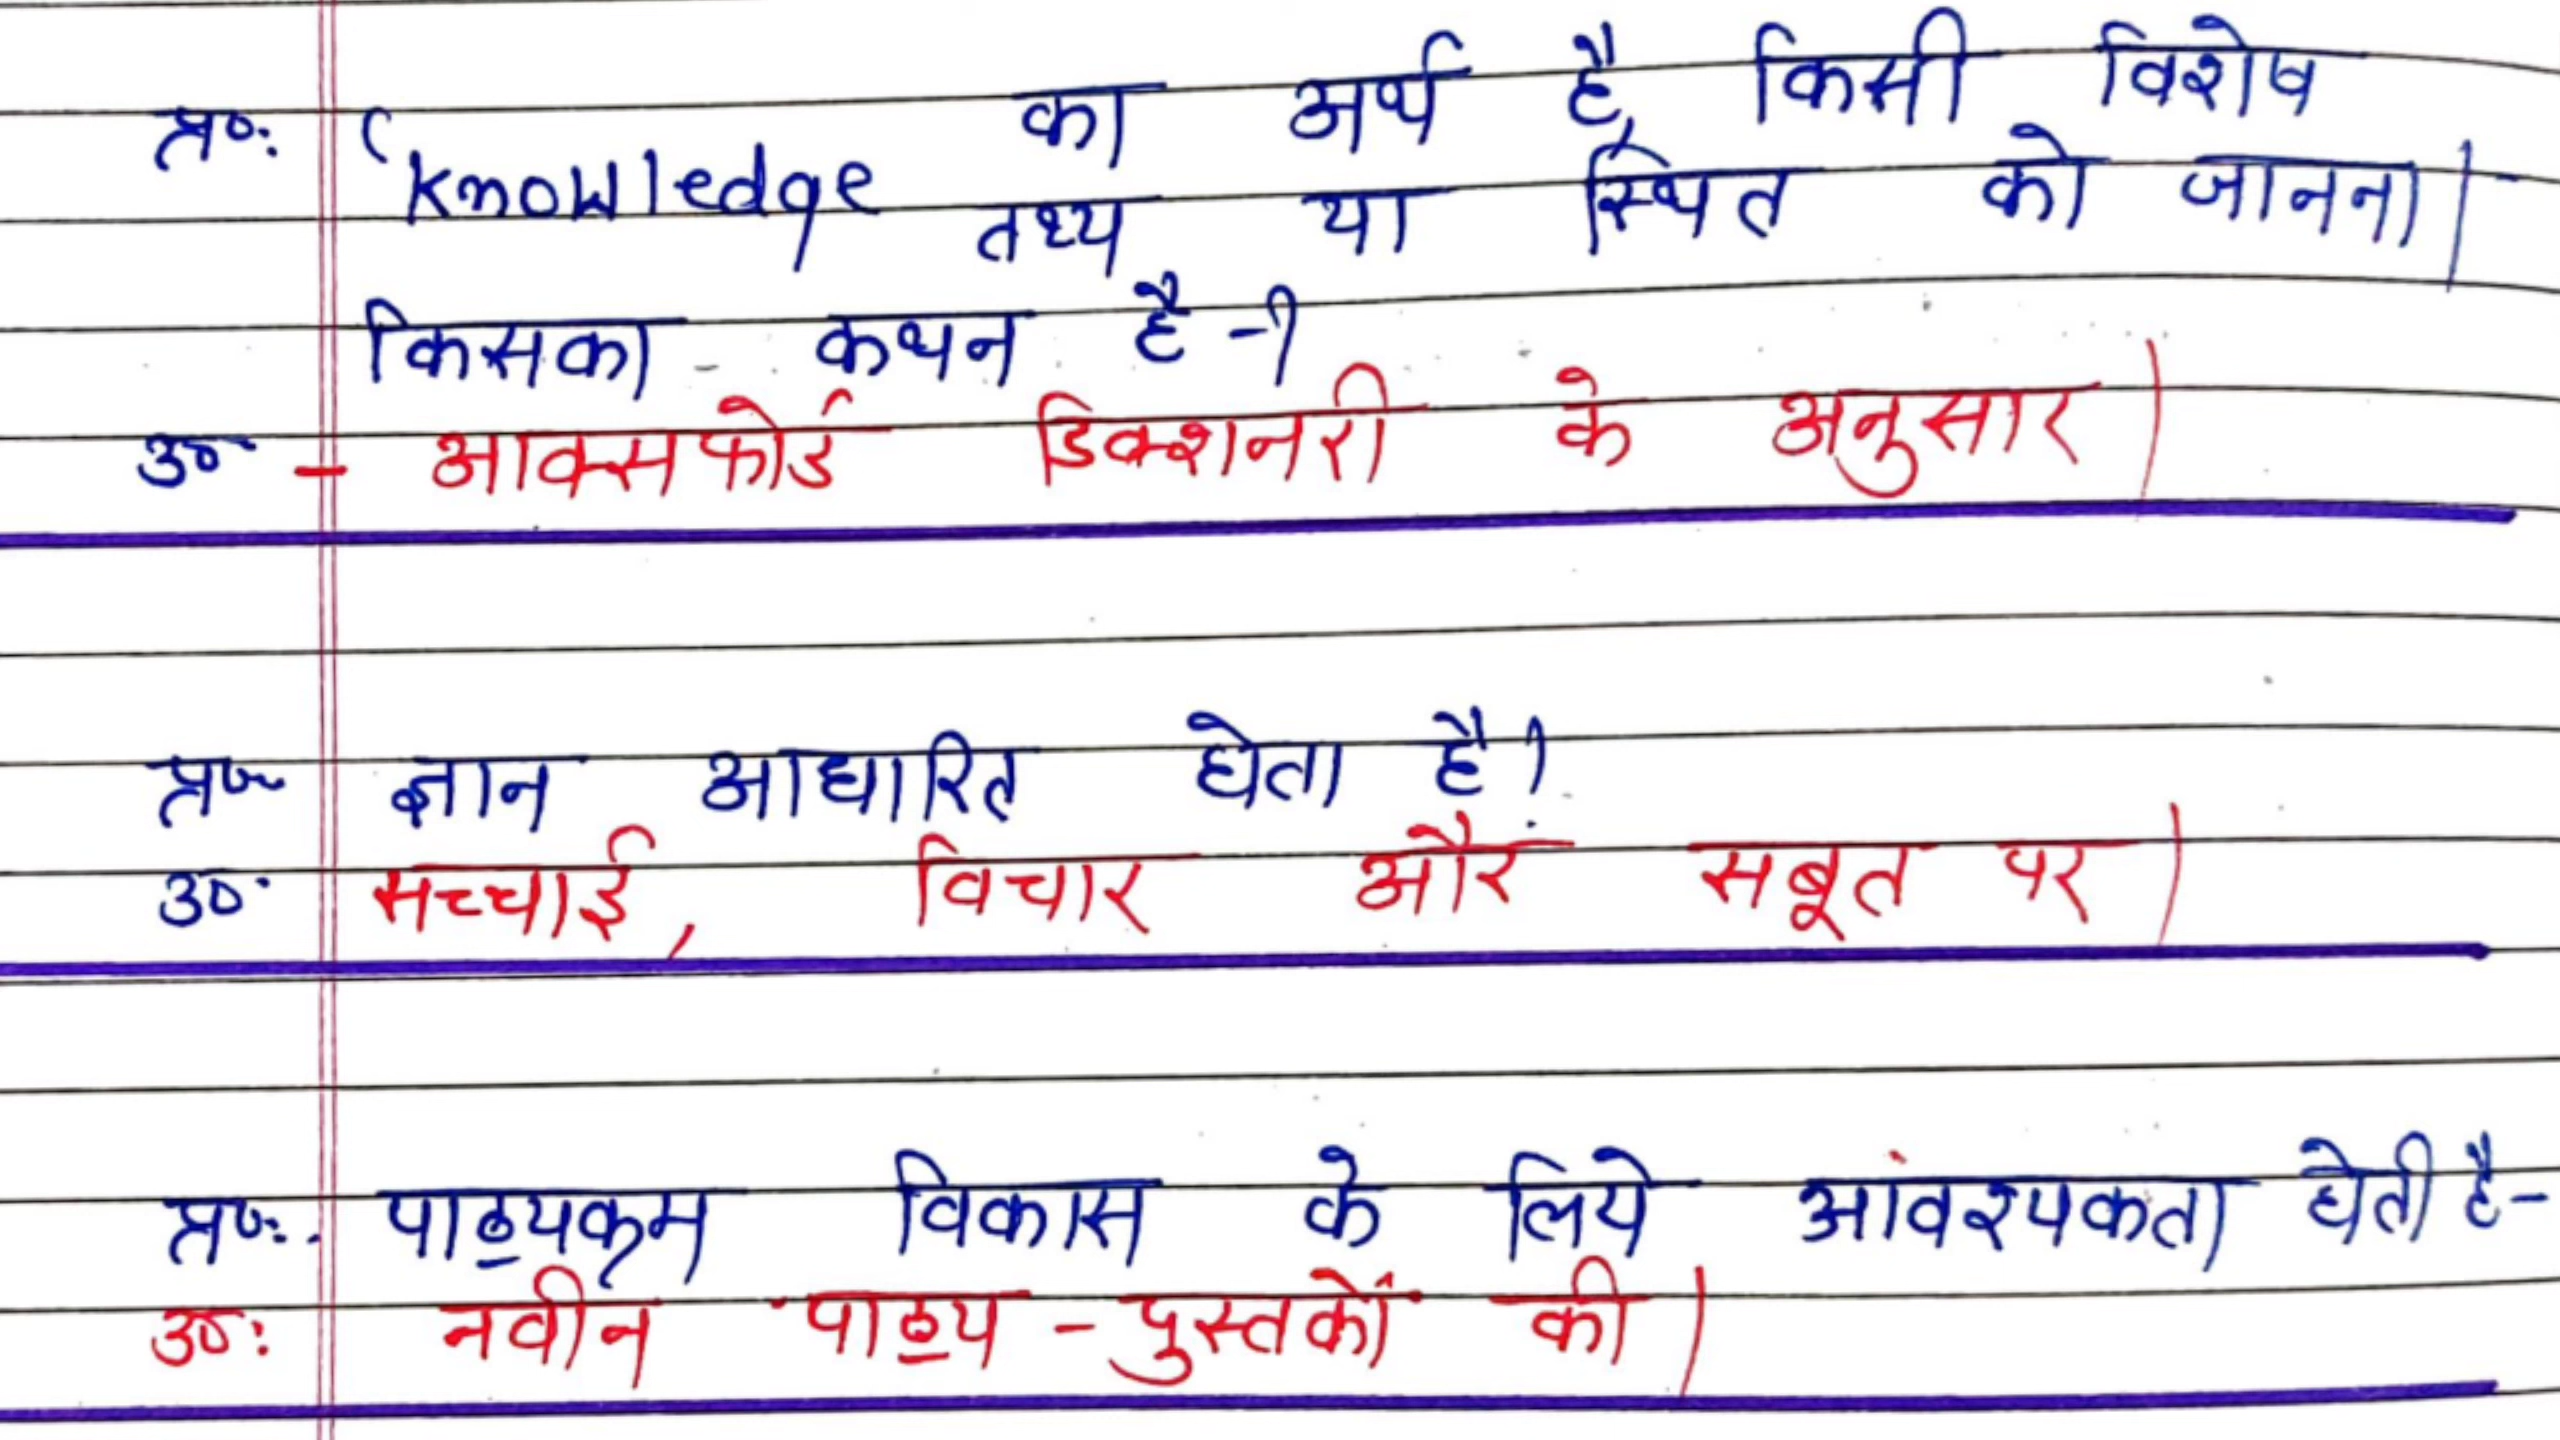 प्र०: 'knowledge का अर्थ है, किसी विशेष
तथ्य या स्थित को जानना।
किसका कथन है -?
उ० - आक्सफोर्ड डिक्शनरी के अनुसार।
प्र०- ज्ञान आधारित होता है?
उ० सच्चाई, विचार और सबूत पर।
प्र०:. पाठ्यक्रम विकास के लिये आंवश्यकता होती है-
उ०: नवीन पाठ्य - पुस्तकों की।